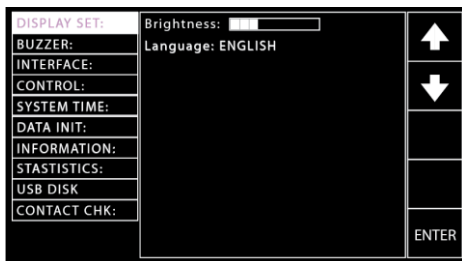 DISPLAY SET:
BUZZER:
INTERFACE:
CONTROL:
SYSTEM TIME:
DATA INIT:
INFORMATION:
STASTISTICS:
USB DISK
CONTACT CHK:
Brightness:
Language: ENGLISH
ENTER